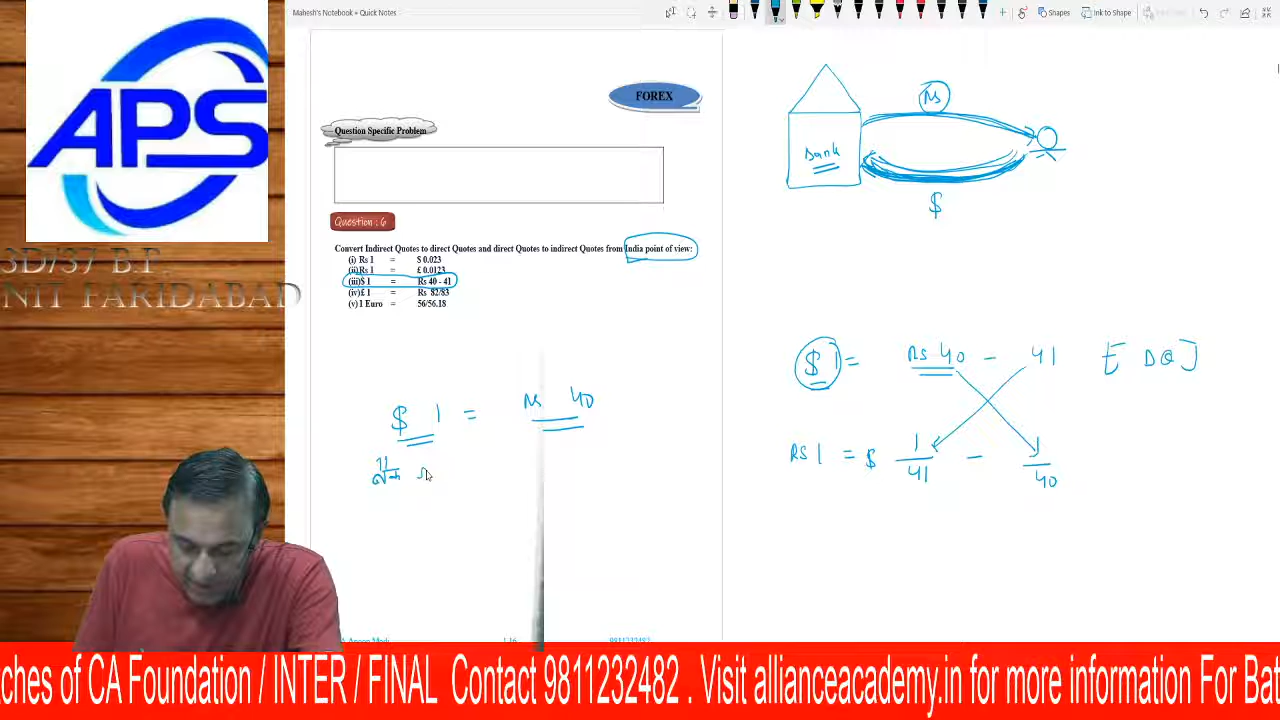 Mahesh's Notebook + Quick Notes
Shapes
Ink to Shape
APS
3D/37 B.P.
NIT FARIDABAD
FOREX
Question Specific Problem
Question : 6
Convert Indirect Quotes to direct Quotes and direct Quotes to indirect Quotes from India point of view:
(i) Rs 1 = $ 0.023
(ii) Rs 1 = £ 0.0123
(iii) $ 1 = Rs 40 - 41
(iv) £ 1 = Rs 82/83
(v) 1 Euro = 56/56.18
$ 1 = Rs 40
1-16
9811232482
Rs
Bank
$
$ 1 = Rs 40 - 41 [DQ]
RS 1 = $ 1/41 - 1/40
ches of CA Foundation / INTER / FINAL Contact 9811232482 . Visit allianceacademy.in for more information For Bat